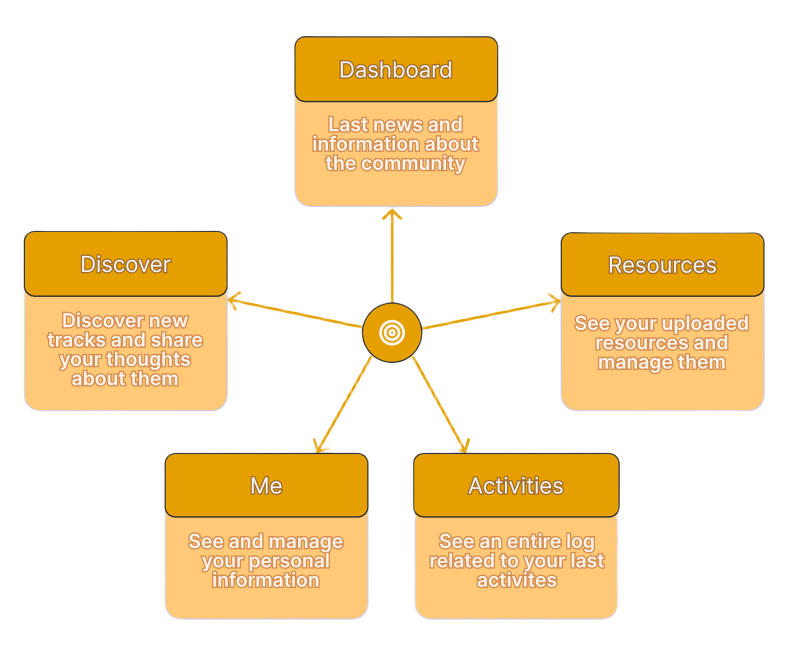 Dashboard
Last news and
information about
the community
Discover
Discover new
tracks and share
your thoughts
about them
Resources
See your uploaded
resources and
manage them
Me
See and manage
your personal
information
Activities
See an entire log
related to your last
activites